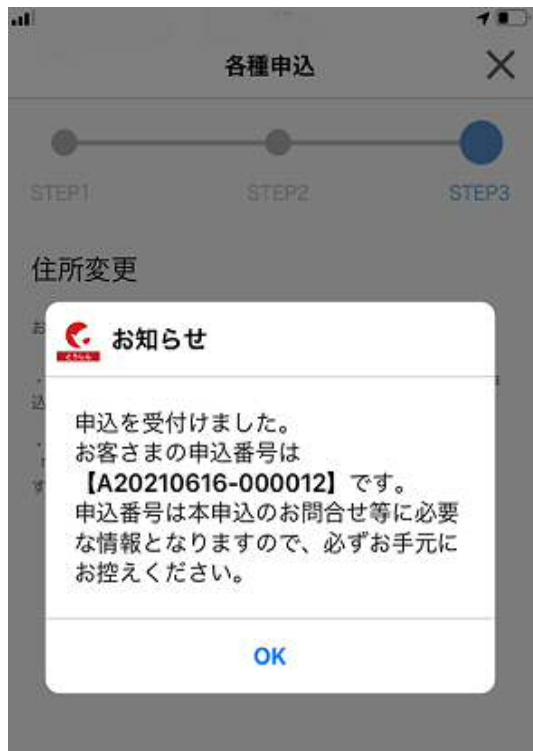 各種申込
STEP1
STEP2
STEP3
住所変更
お知らせ
申込を受付けました。
お客さまの申込番号は
【A20210616-000012】です。
申込番号は本申込のお問合せ等に必要
な情報となりますので、必ずお手元に
お控えください。
OK